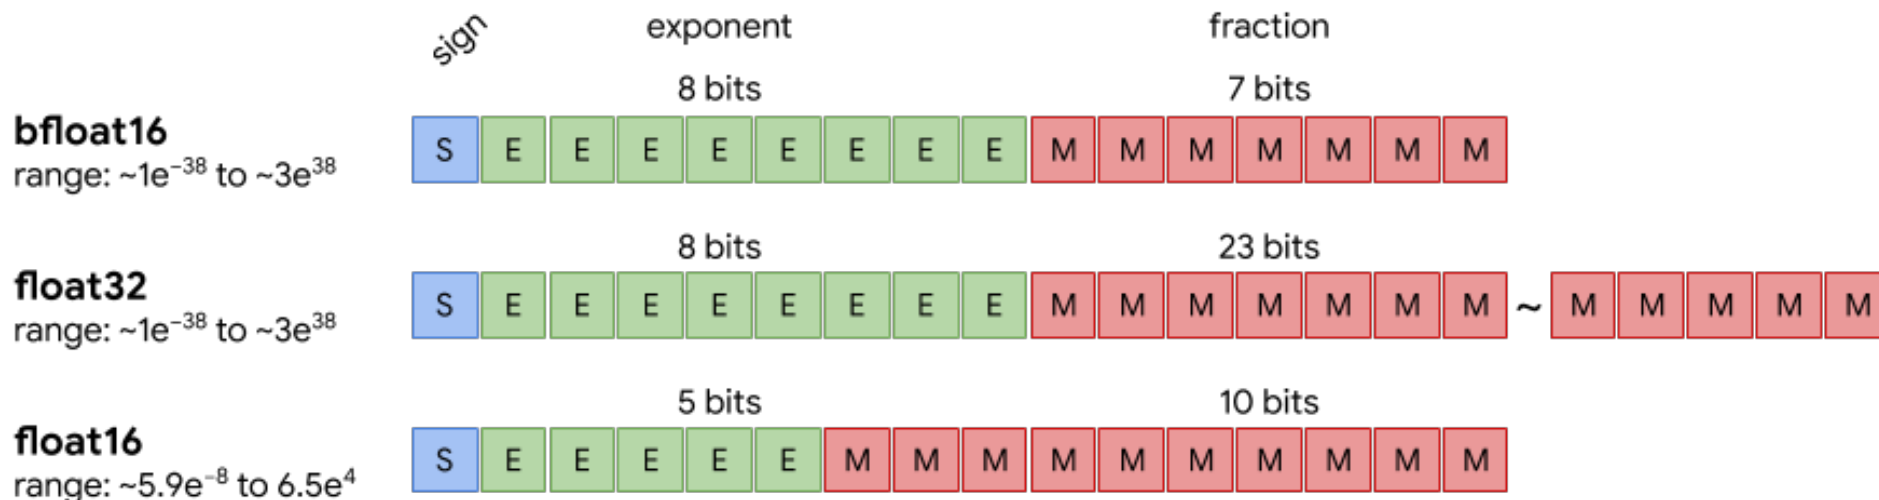 sign exponent fraction
8 bits 7 bits
bfloat16 S E E E E E E E E M M M M M M M
range: ~1e⁻³⁸ to ~3e³⁸
8 bits 23 bits
float32 S E E E E E E E E M M M M M M M ~ M M M M M
range: ~1e⁻³⁸ to ~3e³⁸
5 bits 10 bits
float16 S E E E E E M M M M M M M M M M
range: ~5.9e⁻⁸ to 6.5e⁴